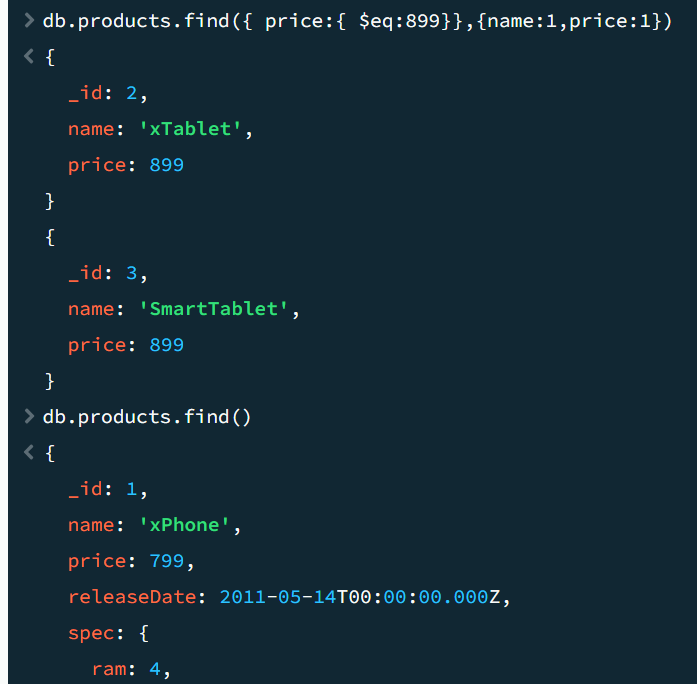 > db.products.find({ price:{ $eq:899}},{name:1,price:1})
< {
_id: 2,
name: 'xTablet',
price: 899
}
{
_id: 3,
name: 'SmartTablet',
price: 899
}
> db.products.find()
< {
_id: 1,
name: 'xPhone',
price: 799,
releaseDate: 2011-05-14T00:00:00.000Z,
spec: {
ram: 4,